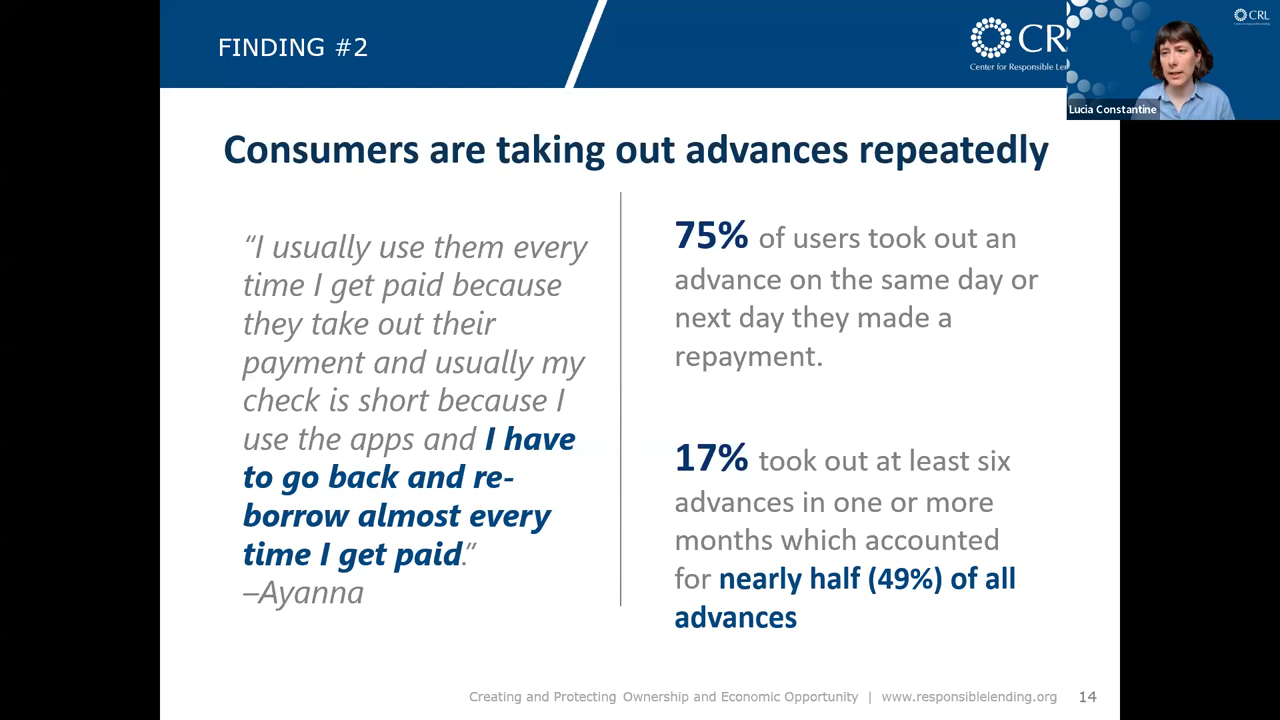 FINDING #2
CR
Center for Responsible Le
CRL
Lucia Constantine
Consumers are taking out advances repeatedly
“I usually use them every
time I get paid because
they take out their
payment and usually my
check is short because I
use the apps and I have
to go back and re-
borrow almost every
time I get paid.”
–Ayanna
75% of users took out an
advance on the same day or
next day they made a
repayment.
17% took out at least six
advances in one or more
months which accounted
for nearly half (49%) of all
advances
Creating and Protecting Ownership and Economic Opportunity | www.responsiblelending.org 14